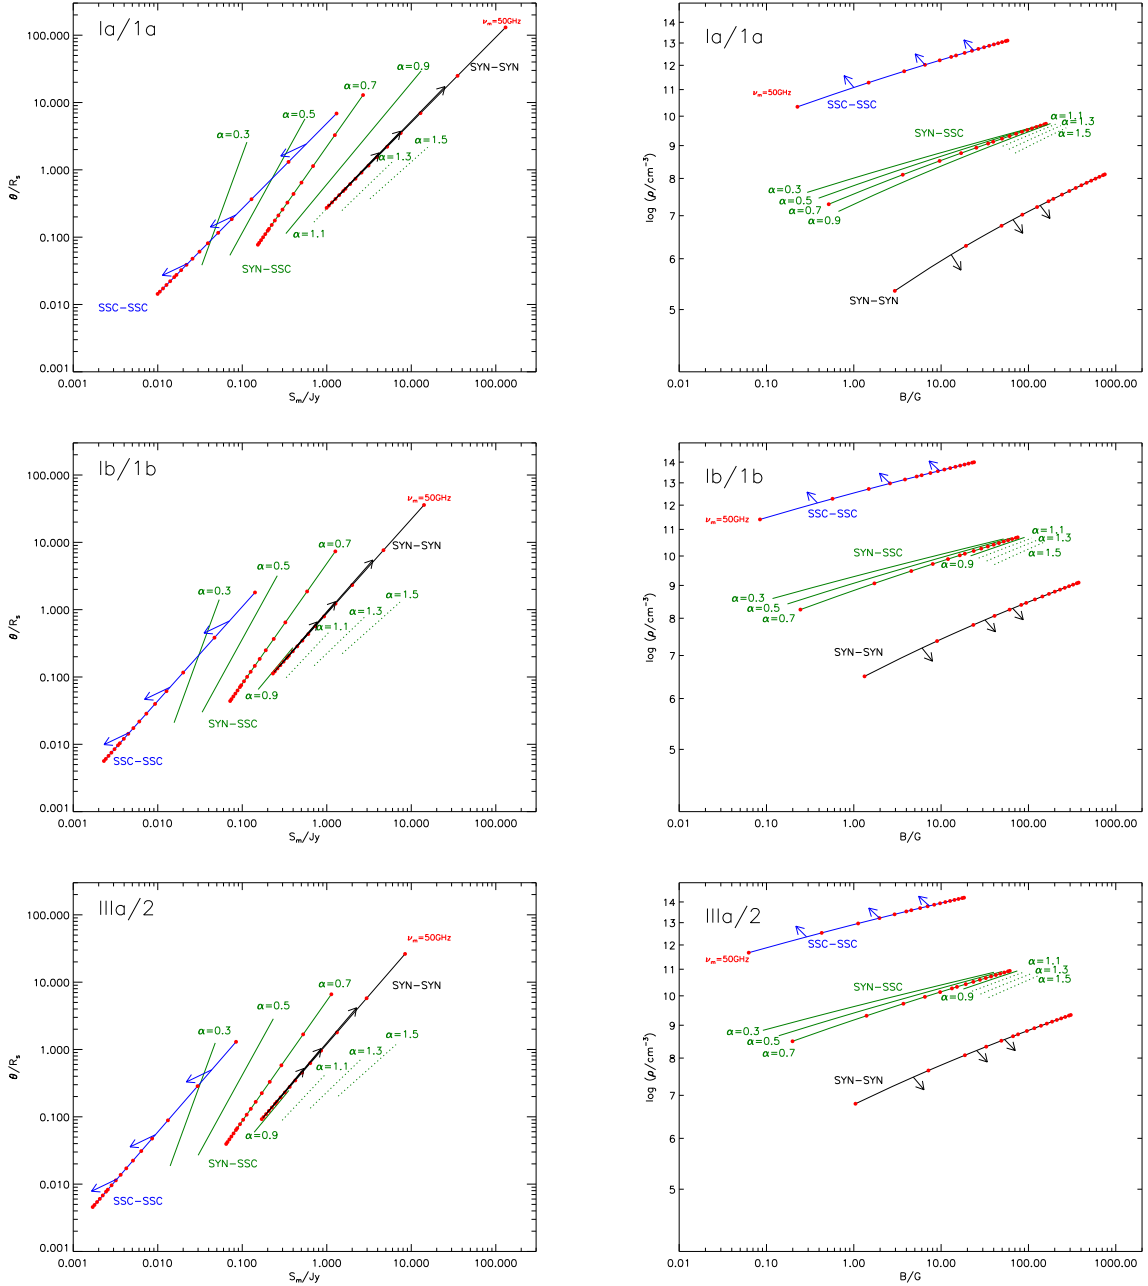 Ia/1a
100.000
10.000
1.000
0.100
0.010
0.001
θ/Rs
ν_m=50GHz
SYN−SYN
α=0.9
α=0.7
α=0.5
α=0.3
α=1.5
α=1.3
α=1.1
SYN−SSC
SSC−SSC
0.001 0.010 0.100 1.000 10.000 100.000
S_m/Jy
Ia/1a
14
13
12
11
10
9
8
7
6
5
log (ρ/cm⁻³)
ν_m=50GHz
SSC−SSC
SYN−SSC
α=1.1
α=1.3
α=1.5
α=0.3
α=0.5
α=0.7
α=0.9
SYN−SYN
0.01 0.10 1.00 10.00 100.00 1000.00
B/G
Ib/1b
100.000
10.000
1.000
0.100
0.010
0.001
θ/Rs
ν_m=50GHz
SYN−SYN
α=0.7
α=0.5
α=0.3
α=1.5
α=1.3
α=1.1
α=0.9
SYN−SSC
SSC−SSC
0.001 0.010 0.100 1.000 10.000 100.000
S_m/Jy
Ib/1b
14
13
12
11
10
9
8
7
6
5
log (ρ/cm⁻³)
ν_m=50GHz
SSC−SSC
SYN−SSC
α=1.1
α=1.3
α=1.5
α=0.9
α=0.3
α=0.5
α=0.7
SYN−SYN
0.01 0.10 1.00 10.00 100.00 1000.00
B/G
IIIa/2
100.000
10.000
1.000
0.100
0.010
0.001
θ/Rs
ν_m=50GHz
SYN−SYN
α=0.7
α=0.5
α=0.3
α=1.5
α=1.3
α=1.1
α=0.9
SYN−SSC
SSC−SSC
0.001 0.010 0.100 1.000 10.000 100.000
S_m/Jy
IIIa/2
14
13
12
11
10
9
8
7
6
5
log (ρ/cm⁻³)
ν_m=50GHz
SSC−SSC
SYN−SSC
α=1.1
α=1.3
α=1.5
α=0.9
α=0.3
α=0.5
α=0.7
SYN−SYN
0.01 0.10 1.00 10.00 100.00 1000.00
B/G